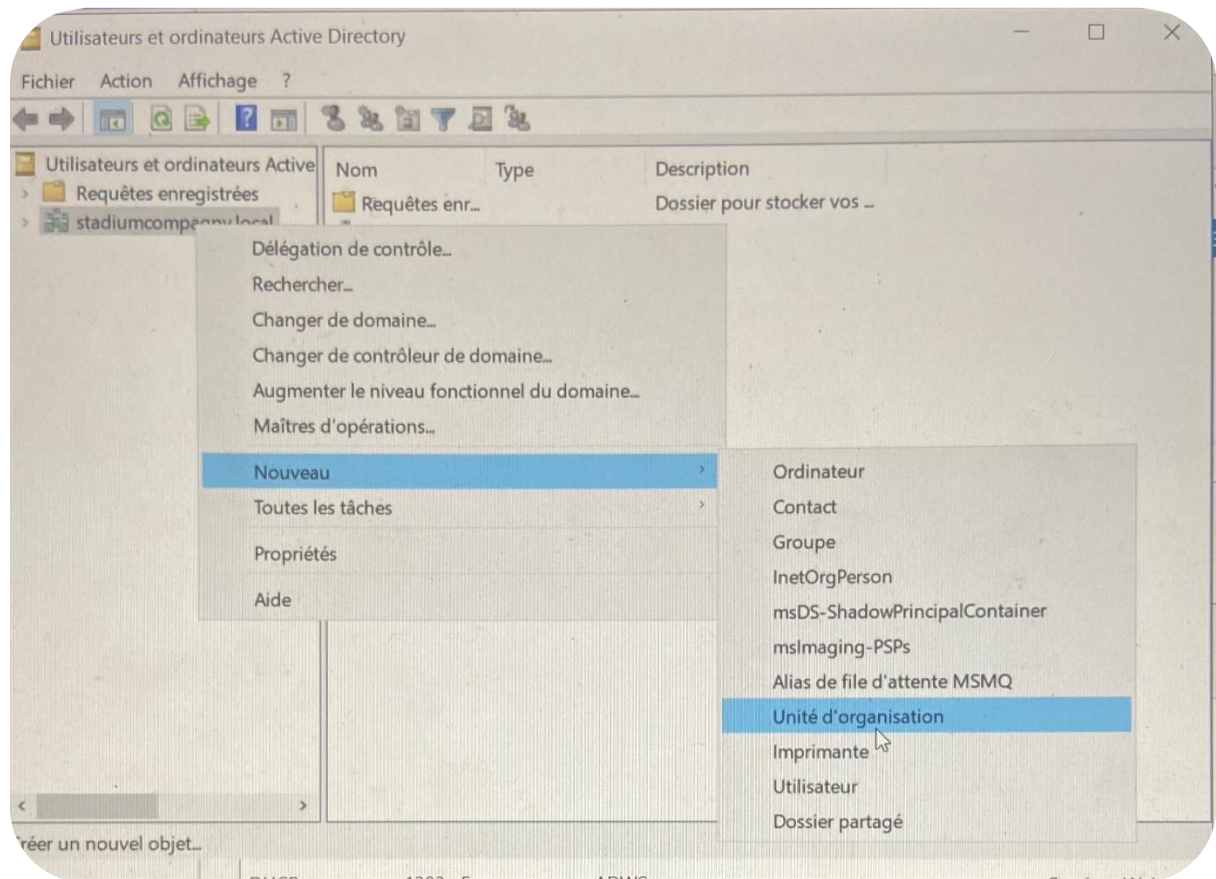 Utilisateurs et ordinateurs Active Directory
Fichier Action Affichage ?
Utilisateurs et ordinateurs Active
Requêtes enregistrées
stadiumcompagny.local
Nom Type Description
Requêtes enr... Dossier pour stocker vos ...
Délégation de contrôle...
Rechercher...
Changer de domaine...
Changer de contrôleur de domaine...
Augmenter le niveau fonctionnel du domaine...
Maîtres d'opérations...
Nouveau
Toutes les tâches
Propriétés
Aide
Ordinateur
Contact
Groupe
InetOrgPerson
msDS-ShadowPrincipalContainer
msImaging-PSPs
Alias de file d'attente MSMQ
Unité d'organisation
Imprimante
Utilisateur
Dossier partagé
réer un nouvel objet...